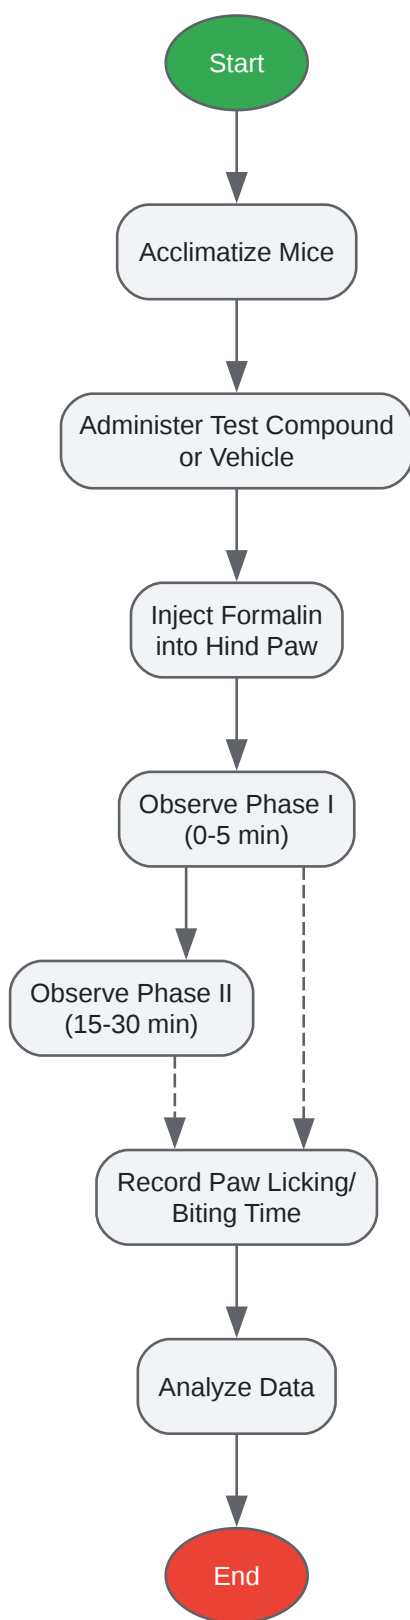 Start
Acclimatize Mice
Administer Test Compound
or Vehicle
Inject Formalin
into Hind Paw
Observe Phase I
(0-5 min)
Observe Phase II
(15-30 min)
Record Paw Licking/
Biting Time
Analyze Data
End